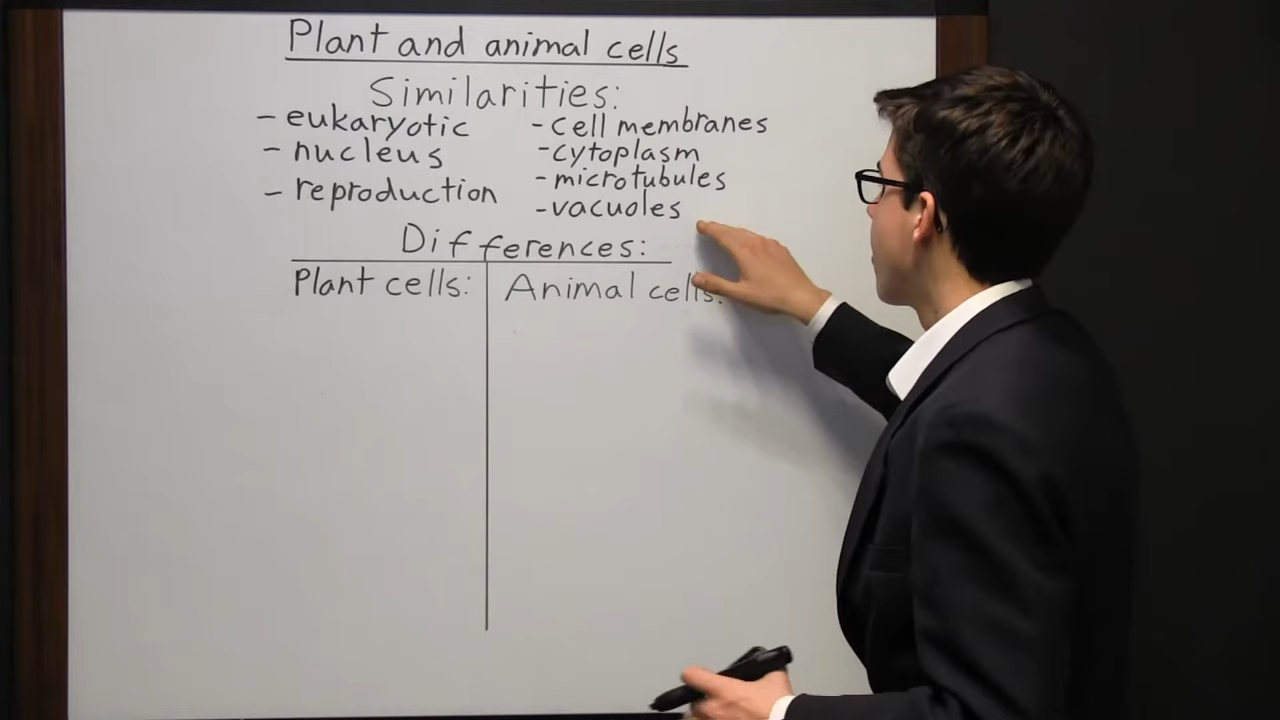 Plant and animal cells
Similarities:
- eukaryotic
- nucleus
- reproduction
- cell membranes
- cytoplasm
- microtubules
- vacuoles
Differences:
Plant cells:
Animal cells: